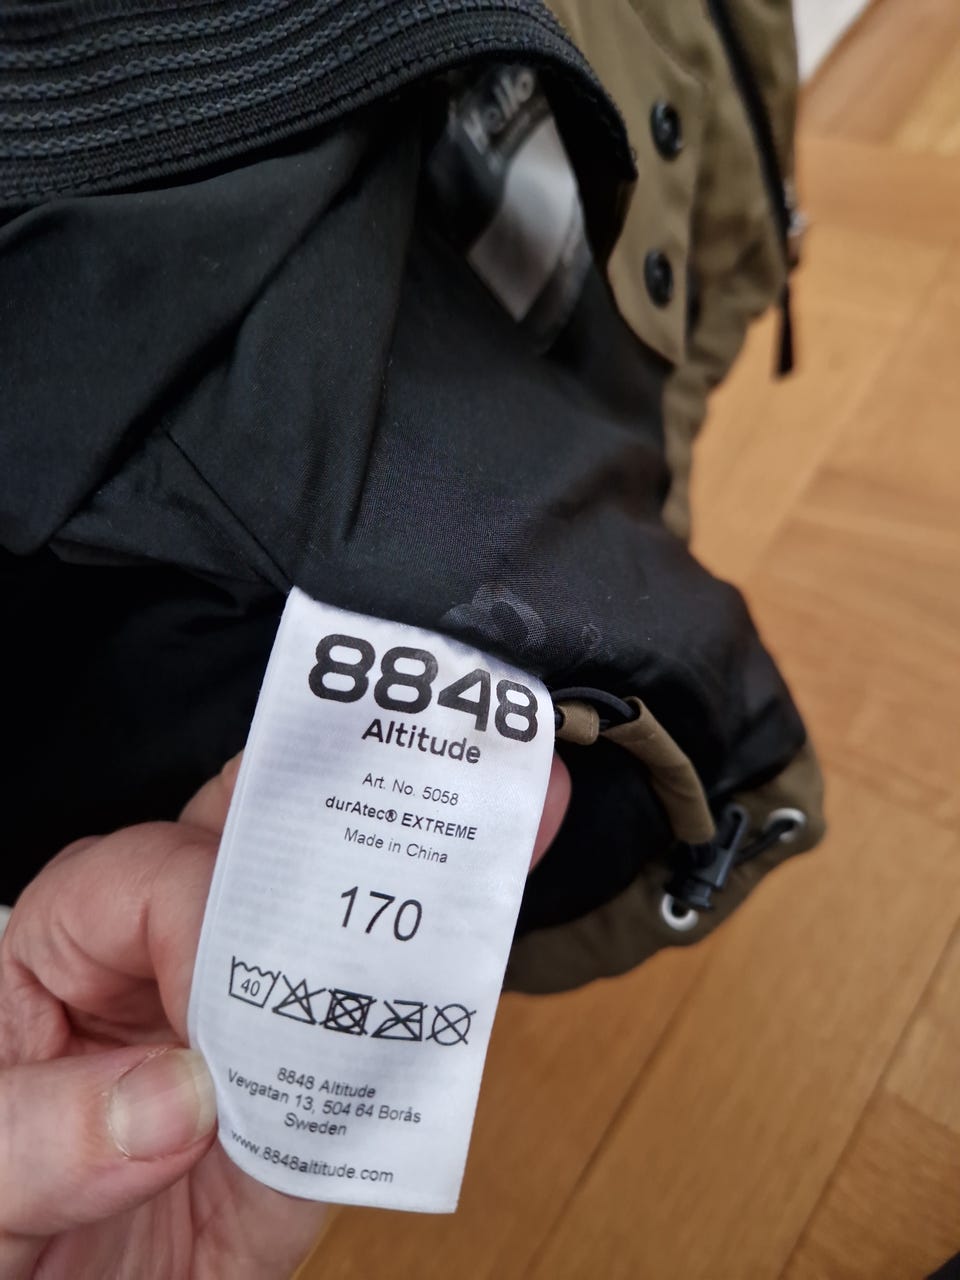 Hello
8848
Altitude
Art. No. 5058
durAtec® EXTREME
Made in China
170
40
8848 Altitude
Vevgatan 13, 504 64 Borås
Sweden
www.8848altitude.com